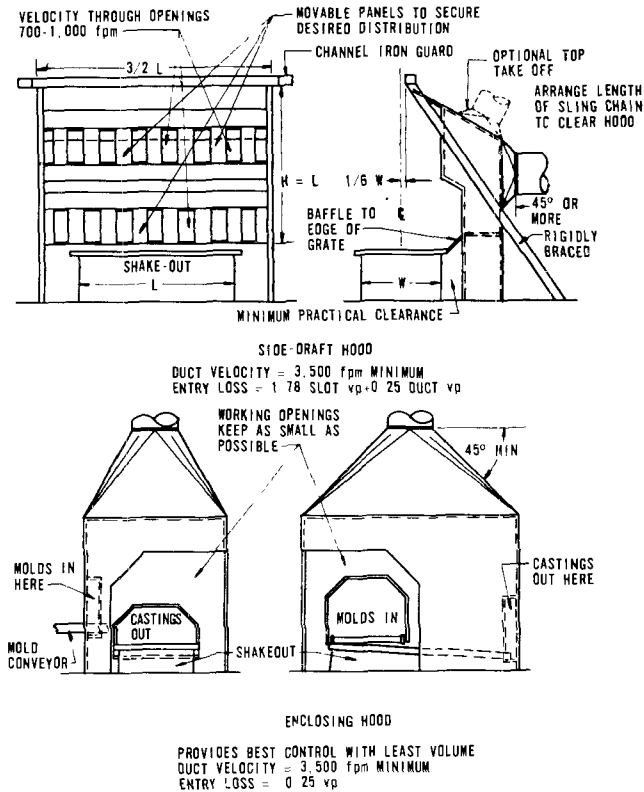 VELOCITY THROUGH OPENINGS
700-1,000 fpm
MOVABLE PANELS TO SECURE
DESIRED DISTRIBUTION
CHANNEL IRON GUARD
3/2 L
OPTIONAL TOP
TAKE OFF
ARRANGE LENGTH
OF SLING CHAIN
TC CLEAR HOOD
H = L
1/6 W
45° OR
MORE
BAFFLE TO
EDGE OF
GRATE
RIGIDLY
BRACED
SHAKE-OUT
L
W
MINIMUM PRACTICAL CLEARANCE
SIDE-DRAFT HOOD
DUCT VELOCITY = 3,500 fpm MINIMUM
ENTRY LOSS = 1 78 SLOT vp+0 25 DUCT vp
WORKING OPENINGS
KEEP AS SMALL AS
POSSIBLE
45° MIN
MOLDS IN
HERE
CASTINGS
OUT HERE
CASTINGS
OUT
MOLDS IN
MOLD
CONVEYOR
SHAKEOUT
ENCLOSING HOOD
PROVIDES BEST CONTROL WITH LEAST VOLUME
DUCT VELOCITY = 3,500 fpm MINIMUM
ENTRY LOSS = 0 25 vp